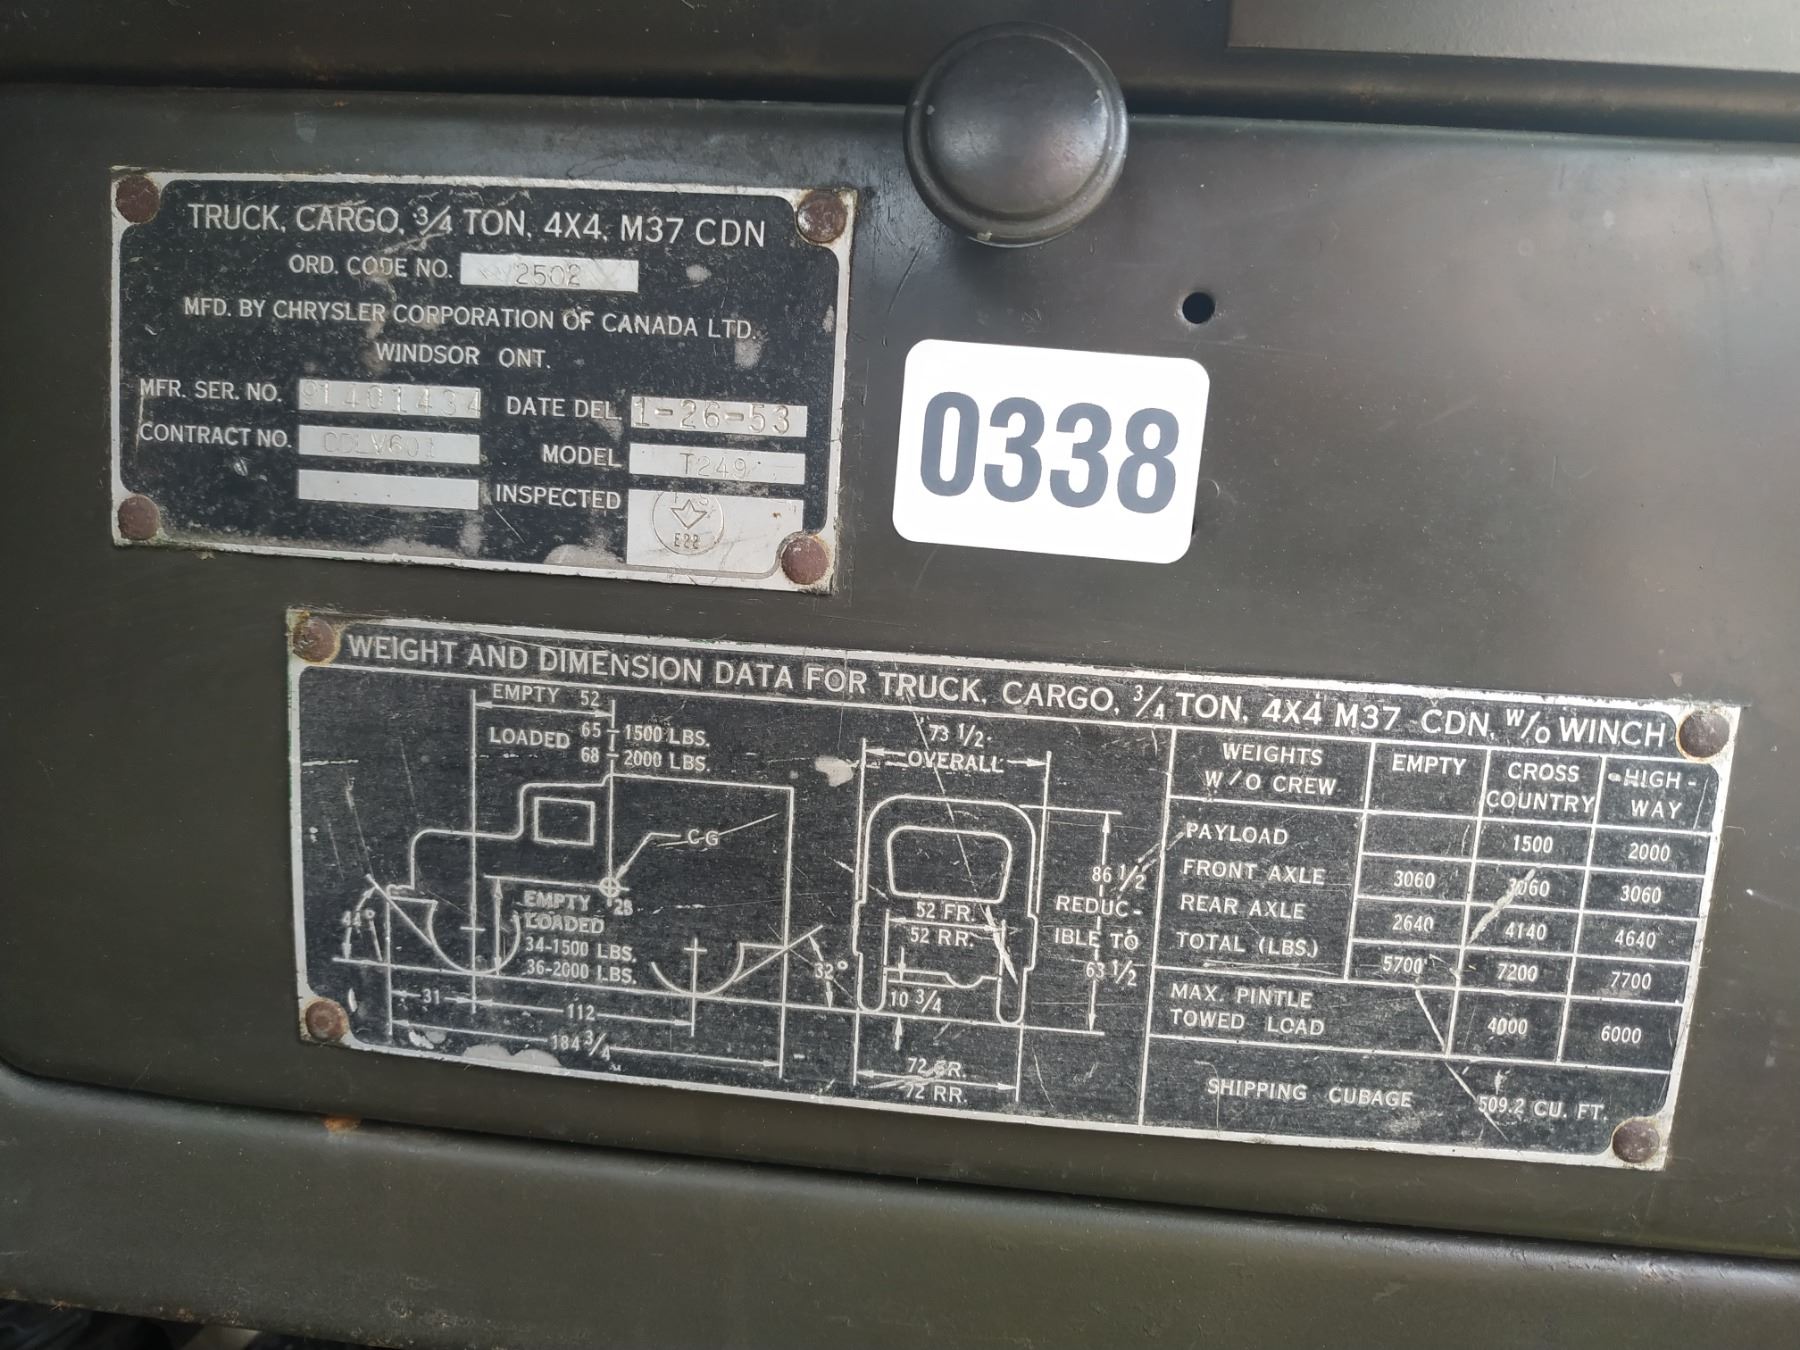 TRUCK, CARGO, 3/4 TON, 4X4, M37 CDN
ORD. CODE NO. 2502
MFD. BY CHRYSLER CORPORATION OF CANADA LTD.
WINDSOR ONT.
MFR. SER. NO. 91401434 DATE DEL. 1-26-53
CONTRACT NO. CDLV601 MODEL T249
INSPECTED
E22
0338
WEIGHT AND DIMENSION DATA FOR TRUCK, CARGO, 3/4 TON, 4X4 M37 CDN, W/O WINCH
EMPTY 52
LOADED 65 1500 LBS.
68 2000 LBS.
CG
EMPTY 28
LOADED
34-1500 LBS.
36-2000 LBS.
44°
32°
31
112
184 3/4
73 1/2
OVERALL
86 1/2
REDUC-
IBLE TO
63 1/2
52 FR.
52 RR.
10 3/4
72 FR.
72 RR.
WEIGHTS W/O CREW EMPTY CROSS COUNTRY HIGH-WAY
PAYLOAD 1500 2000
FRONT AXLE 3060 3060 3060
REAR AXLE 2640 4140 4640
TOTAL (LBS.) 5700 7200 7700
MAX. PINTLE
TOWED LOAD 4000 6000
SHIPPING CUBAGE 509.2 CU. FT.